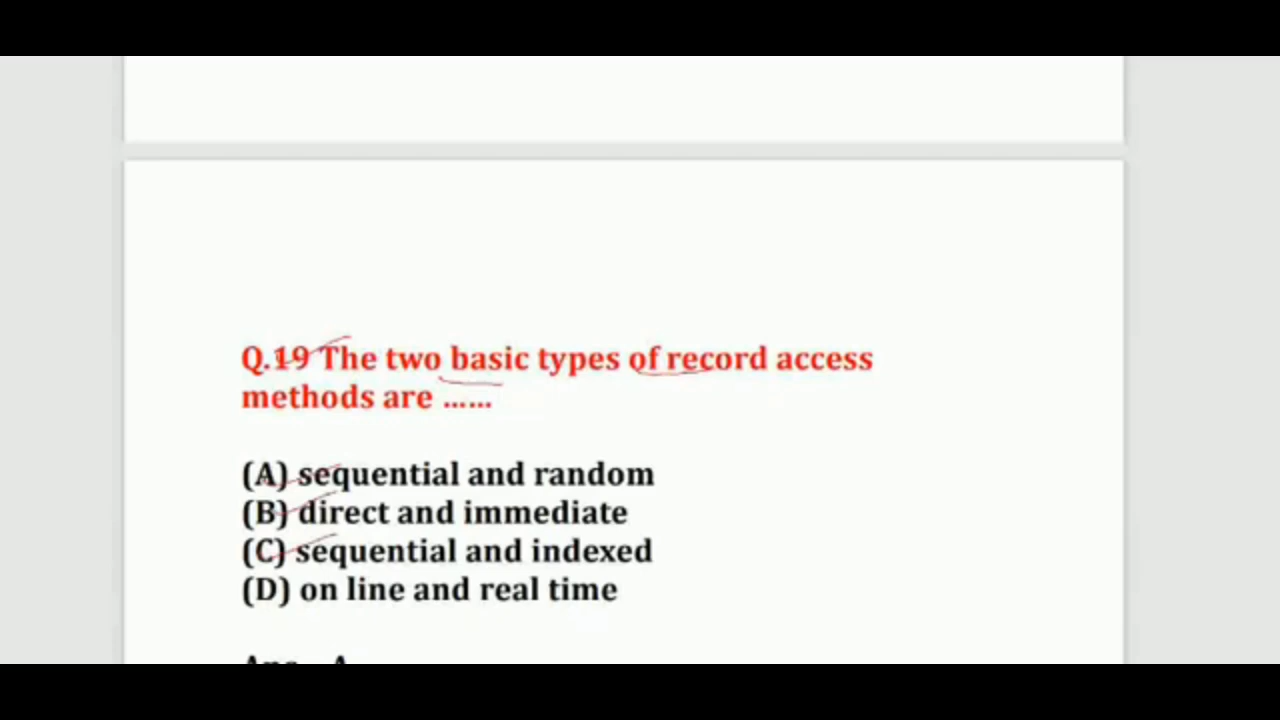 Q.19 The two basic types of record access
methods are ......
(A) sequential and random
(B) direct and immediate
(C) sequential and indexed
(D) on line and real time